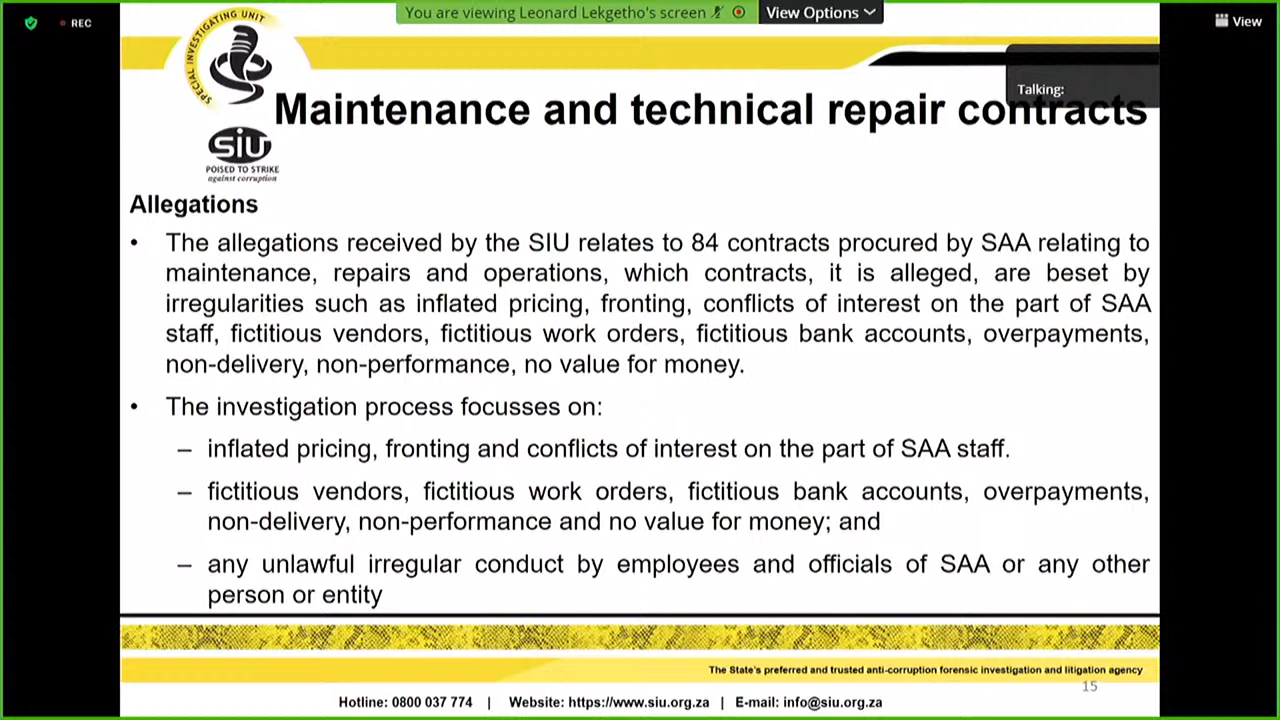 You are viewing Leonard Lekgetho's screen
View Options
REC
View
SPECIAL INVESTIGATING UNIT
Talking:
Maintenance and technical repair contracts
SIU
POISED TO STRIKE
against corruption
Allegations
• The allegations received by the SIU relates to 84 contracts procured by SAA relating to
maintenance, repairs and operations, which contracts, it is alleged, are beset by
irregularities such as inflated pricing, fronting, conflicts of interest on the part of SAA
staff, fictitious vendors, fictitious work orders, fictitious bank accounts, overpayments,
non-delivery, non-performance, no value for money.
• The investigation process focusses on:
– inflated pricing, fronting and conflicts of interest on the part of SAA staff.
– fictitious vendors, fictitious work orders, fictitious bank accounts, overpayments,
non-delivery, non-performance and no value for money; and
– any unlawful irregular conduct by employees and officials of SAA or any other
person or entity
The State's preferred and trusted anti-corruption forensic investigation and litigation agency
15
Hotline: 0800 037 774 | Website: https://www.siu.org.za | E-mail: info@siu.org.za